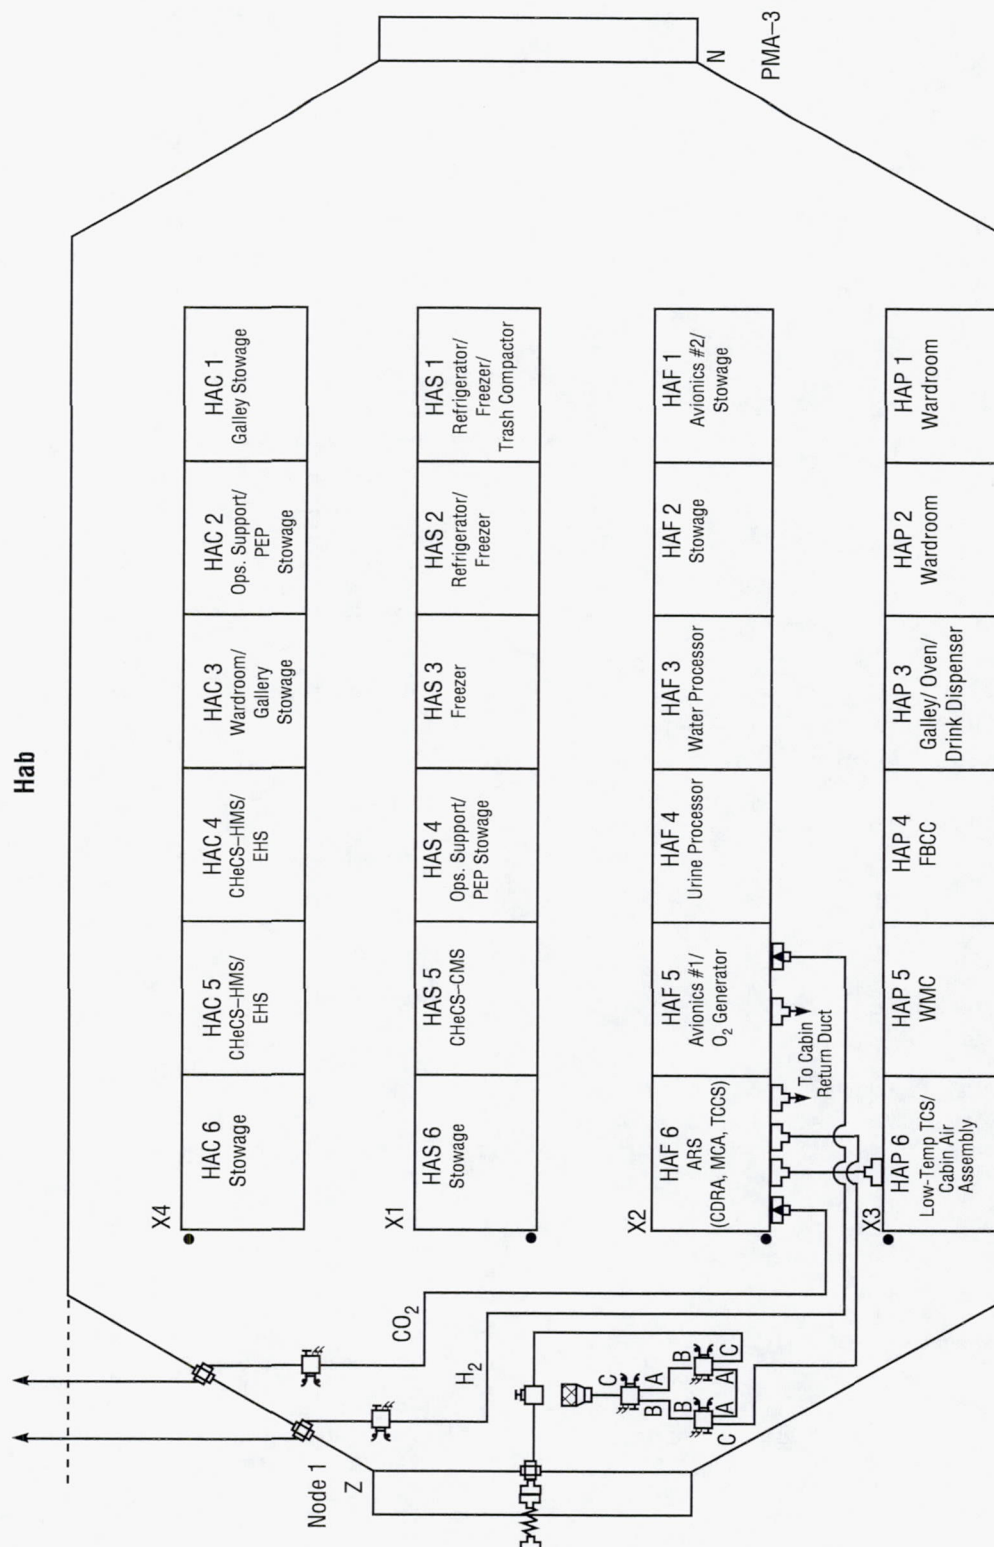 Hab
N
PMA–3
X4
HAC 6
Stowage
HAC 5
CHeCS–HMS/
EHS
HAC 4
CHeCS–HMS/
EHS
HAC 3
Wardroom/
Gallery
Stowage
HAC 2
Ops. Support/
PEP
Stowage
HAC 1
Galley Stowage
X1
HAS 6
Stowage
HAS 5
CHeCS–CMS
HAS 4
Ops. Support/
PEP Stowage
HAS 3
Freezer
HAS 2
Refrigerator/
Freezer
HAS 1
Refrigerator/
Freezer/
Trash Compactor
X2
HAF 6
ARS
(CDRA, MCA, TCCS)
HAF 5
Avionics #1/
O2 Generator
HAF 4
Urine Processor
HAF 3
Water Processor
HAF 2
Stowage
HAF 1
Avionics #2/
Stowage
To Cabin
Return Duct
X3
HAP 6
Low-Temp TCS/
Cabin Air
Assembly
HAP 5
WMC
HAP 4
FBCC
HAP 3
Galley/ Oven/
Drink Dispenser
HAP 2
Wardroom
HAP 1
Wardroom
CO2
H2
Node 1
Z
C
B
A
B
B
C
A
A
C